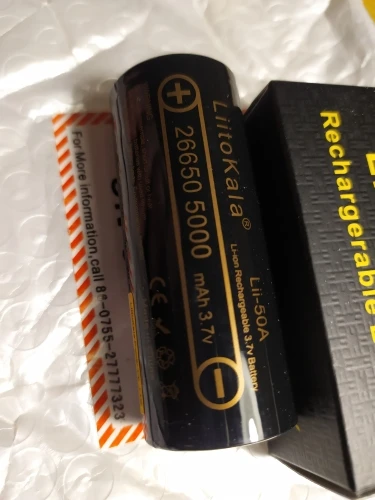 LiitoKala®
Lii-50A
Li-ion Rechargeable 3.7V Battery
26650 5000 mAh 3.7V
CE
Rechargerable
For More information,call 86-0755-27777323